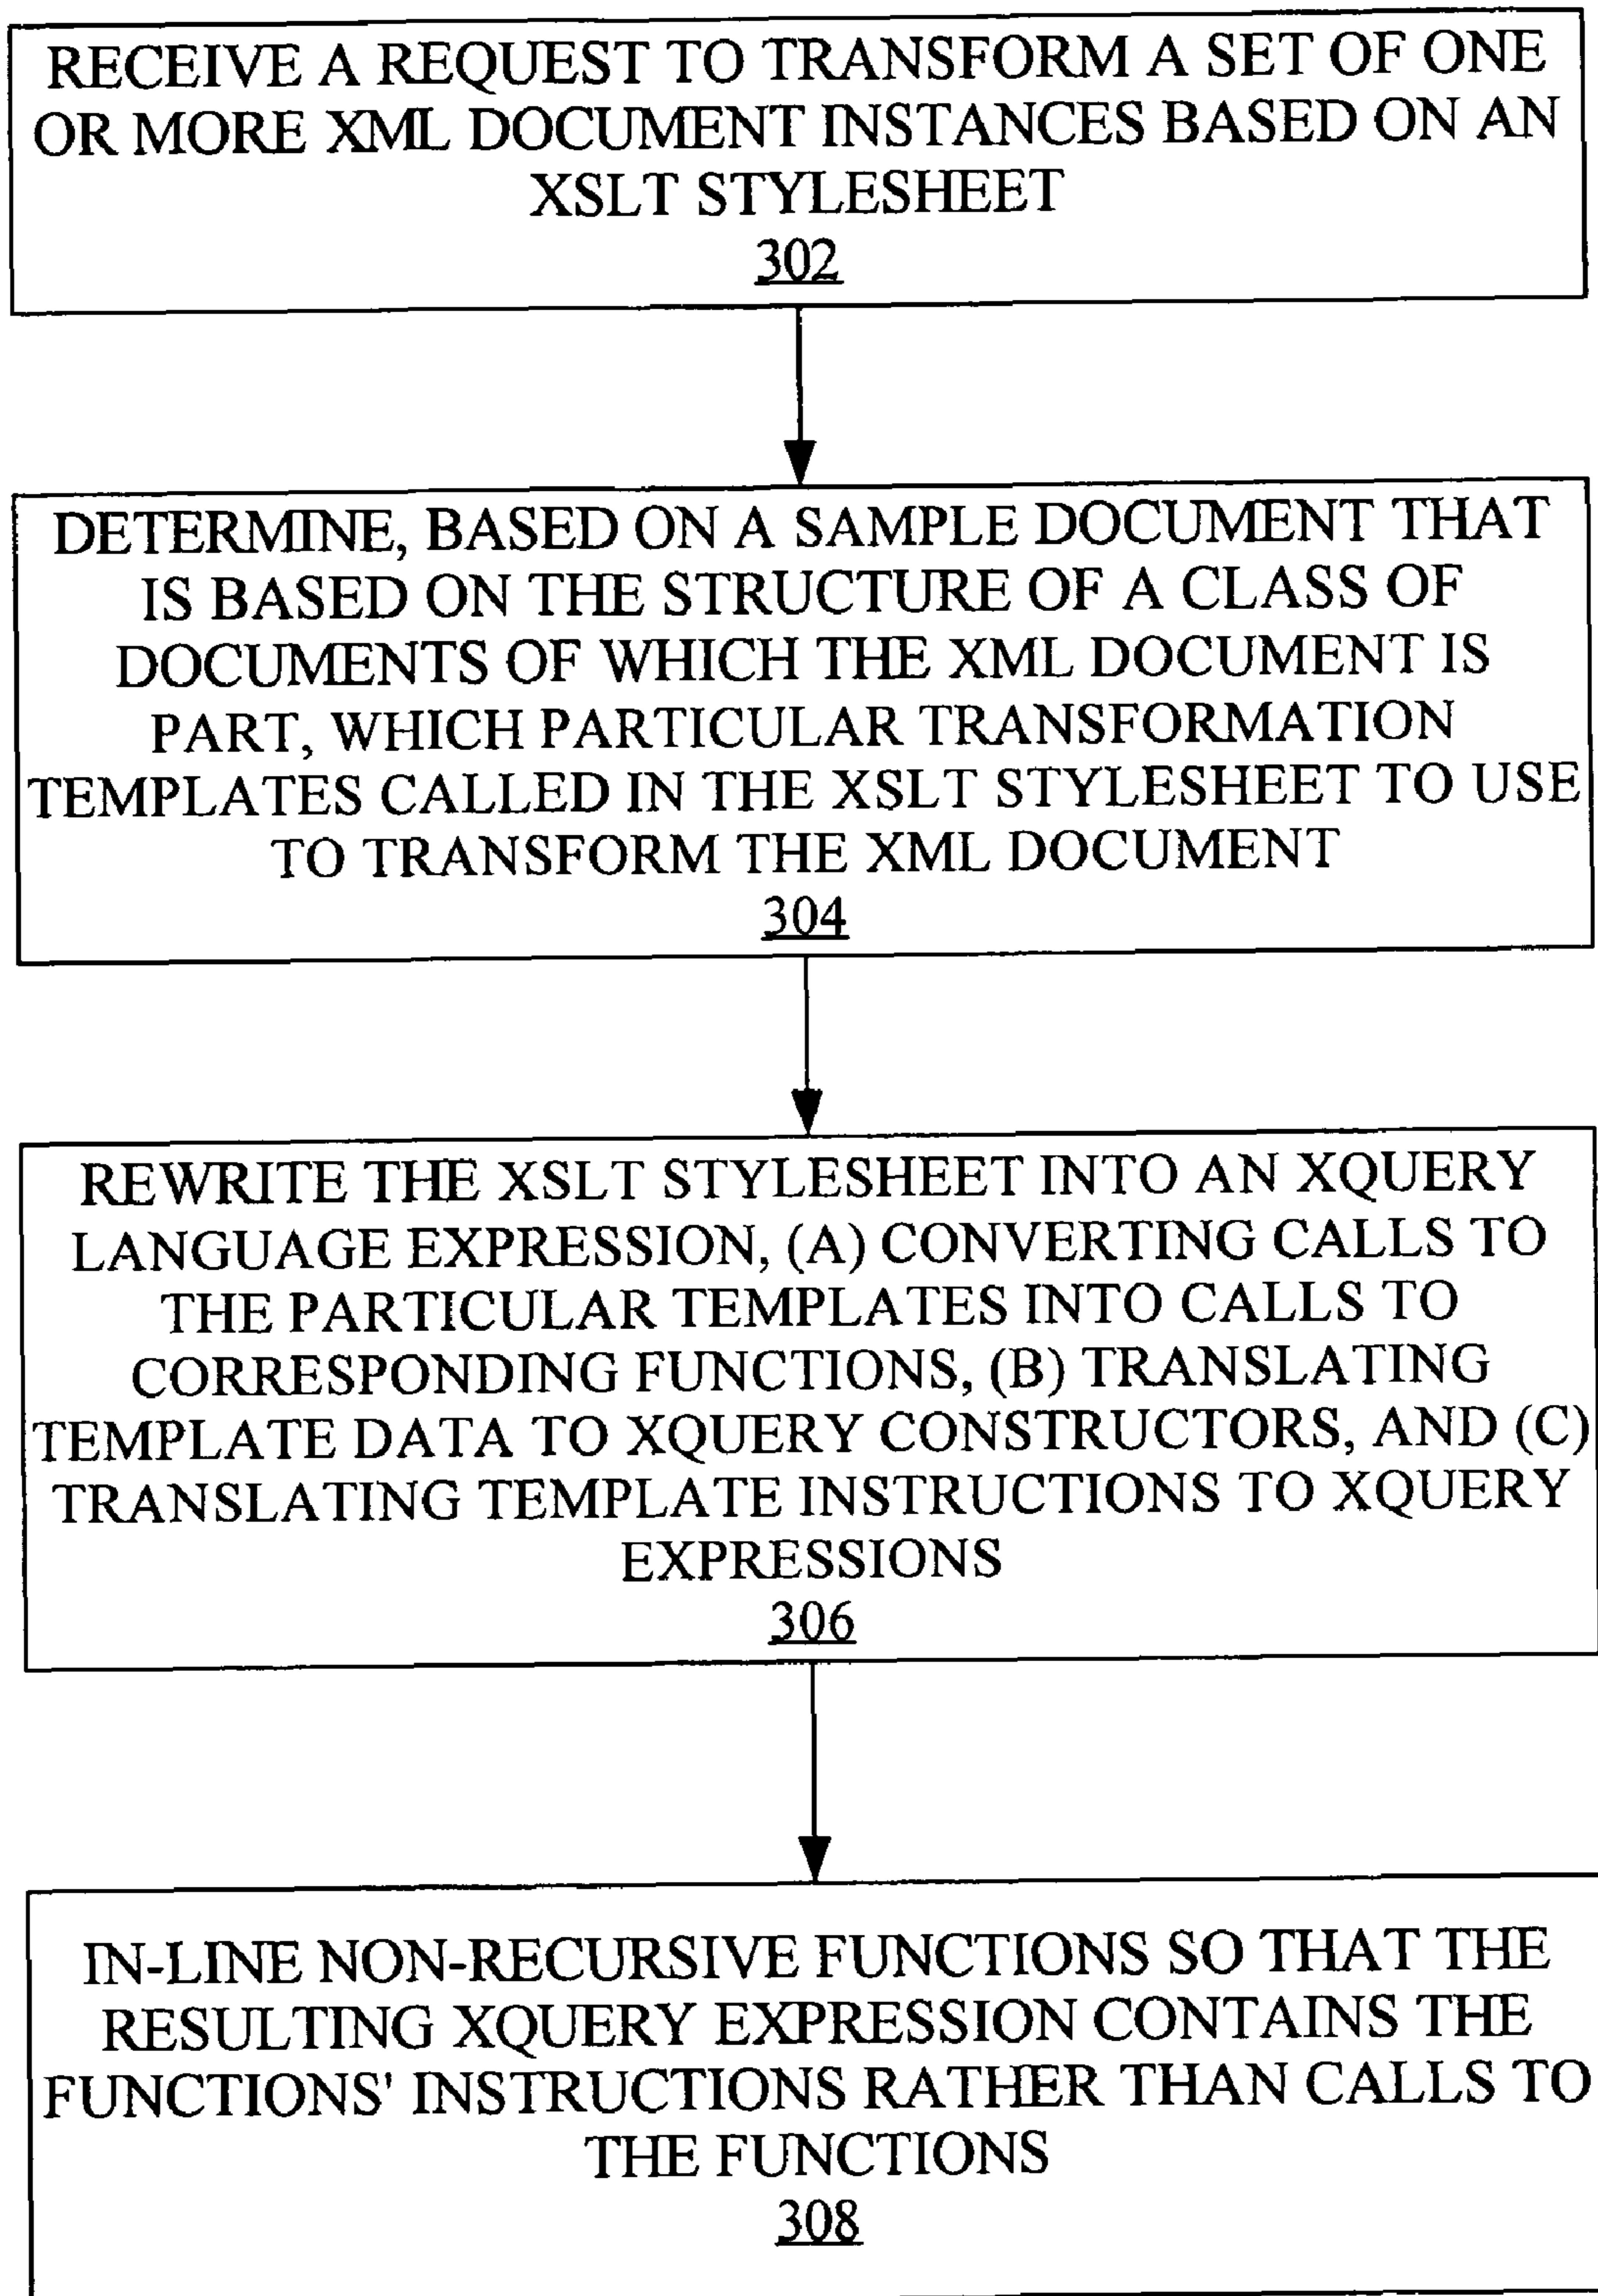 RECEIVE A REQUEST TO TRANSFORM A SET OF ONE
OR MORE XML DOCUMENT INSTANCES BASED ON AN
XSLT STYLESHEET
302
DETERMINE, BASED ON A SAMPLE DOCUMENT THAT
IS BASED ON THE STRUCTURE OF A CLASS OF
DOCUMENTS OF WHICH THE XML DOCUMENT IS
PART, WHICH PARTICULAR TRANSFORMATION
TEMPLATES CALLED IN THE XSLT STYLESHEET TO USE
TO TRANSFORM THE XML DOCUMENT
304
REWRITE THE XSLT STYLESHEET INTO AN XQUERY
LANGUAGE EXPRESSION, (A) CONVERTING CALLS TO
THE PARTICULAR TEMPLATES INTO CALLS TO
CORRESPONDING FUNCTIONS, (B) TRANSLATING
TEMPLATE DATA TO XQUERY CONSTRUCTORS, AND (C)
TRANSLATING TEMPLATE INSTRUCTIONS TO XQUERY
EXPRESSIONS
306
IN-LINE NON-RECURSIVE FUNCTIONS SO THAT THE
RESULTING XQUERY EXPRESSION CONTAINS THE
FUNCTIONS' INSTRUCTIONS RATHER THAN CALLS TO
THE FUNCTIONS
308